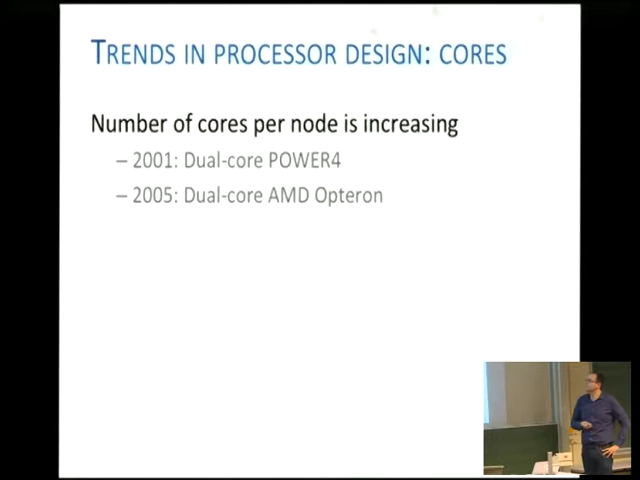 TRENDS IN PROCESSOR DESIGN: CORES
Number of cores per node is increasing
– 2001: Dual-core POWER4
– 2005: Dual-core AMD Opteron